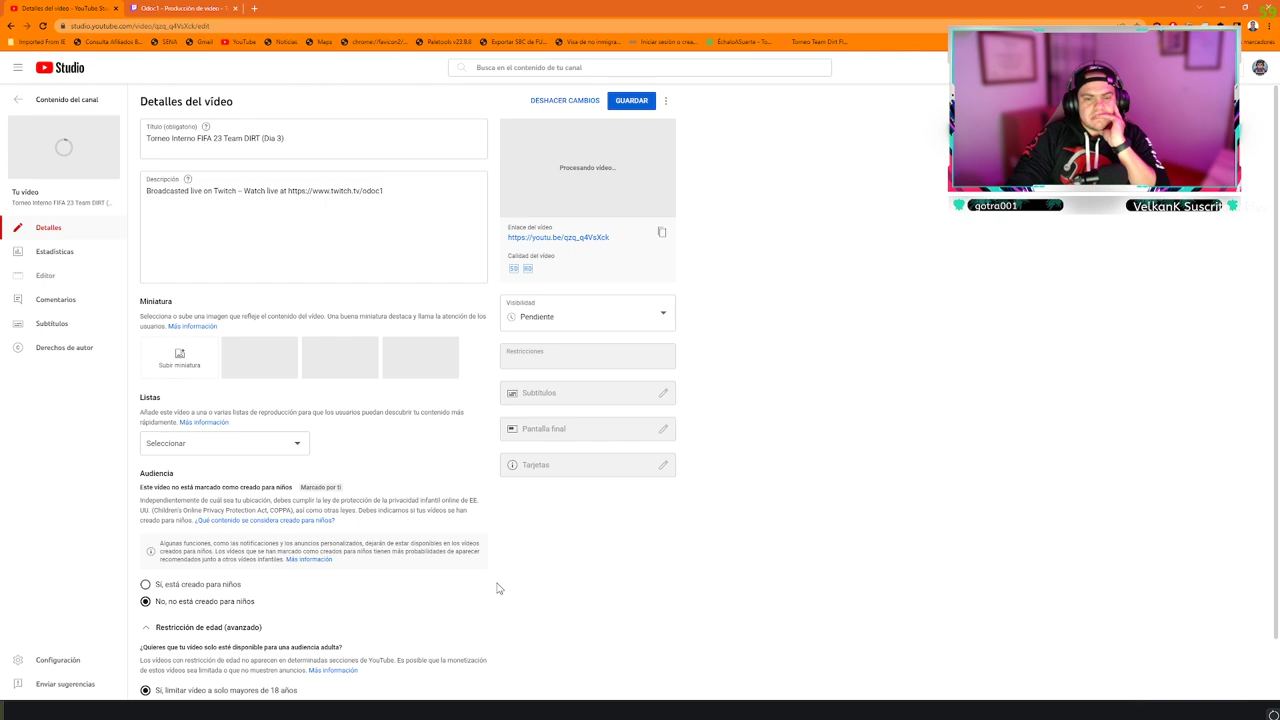 Detalles del vídeo - YouTube Stu
Odoc1 - Producción de vídeo - T
studio.youtube.com/video/qzq_q4VsXck/edit
Imported From IE
Consulta Afiliados B...
SENA
Gmail
YouTube
Noticias
Maps
chrome://favicon2/...
Paletools v23.9.6
Exportar SBC de FU...
Visa de no inmigra...
Iniciar sesión o crea...
ÉchaloASuerte – To...
Torneo Team Dirt Fi...
marcadores
Studio
Busca en el contenido de tu canal
Contenido del canal
Tu vídeo
Torneo Interno FIFA 23 Team DIRT (Dia 3)
Detalles
Estadísticas
Editor
Comentarios
Subtítulos
Derechos de autor
Configuración
Enviar sugerencias
Detalles del vídeo
DESHACER CAMBIOS
GUARDAR
Título (obligatorio)
Torneo Interno FIFA 23 Team DIRT (Dia 3)
Descripción
Broadcasted live on Twitch -- Watch live at https://www.twitch.tv/odoc1
Miniatura
Selecciona o sube una imagen que refleje el contenido del vídeo. Una buena miniatura destaca y llama la atención de los
usuarios. Más información
Subir miniatura
Listas
Añade este vídeo a una o varias listas de reproducción para que los usuarios puedan descubrir tu contenido más
rápidamente. Más información
Seleccionar
Audiencia
Este vídeo no está marcado como creado para niños Marcado por ti
Independientemente de cuál sea tu ubicación, debes cumplir la ley de protección de la privacidad infantil online de EE.
UU. (Children's Online Privacy Protection Act, COPPA), así como otras leyes. Debes indicarnos si tus vídeos se han
creado para niños. ¿Qué contenido se considera creado para niños?
Algunas funciones, como las notificaciones y los anuncios personalizados, dejarán de estar disponibles en los vídeos
creados para niños. Los vídeos que se han marcado como creados para niños tienen más probabilidades de aparecer
recomendados junto a otros vídeos infantiles. Más información
Sí, está creado para niños
No, no está creado para niños
Restricción de edad (avanzado)
¿Quieres que tu vídeo solo esté disponible para una audiencia adulta?
Los vídeos con restricción de edad no aparecen en determinadas secciones de YouTube. Es posible que la monetización
de estos vídeos sea limitada o que no muestren anuncios. Más información
Sí, limitar vídeo a solo mayores de 18 años
Procesando vídeo...
Enlace del vídeo
https://youtu.be/qzq_q4VsXck
Calidad del vídeo
SD HD
Visibilidad
Pendiente
Restricciones
Subtítulos
Pantalla final
Tarjetas
gotra001
VelkanK Suscrit